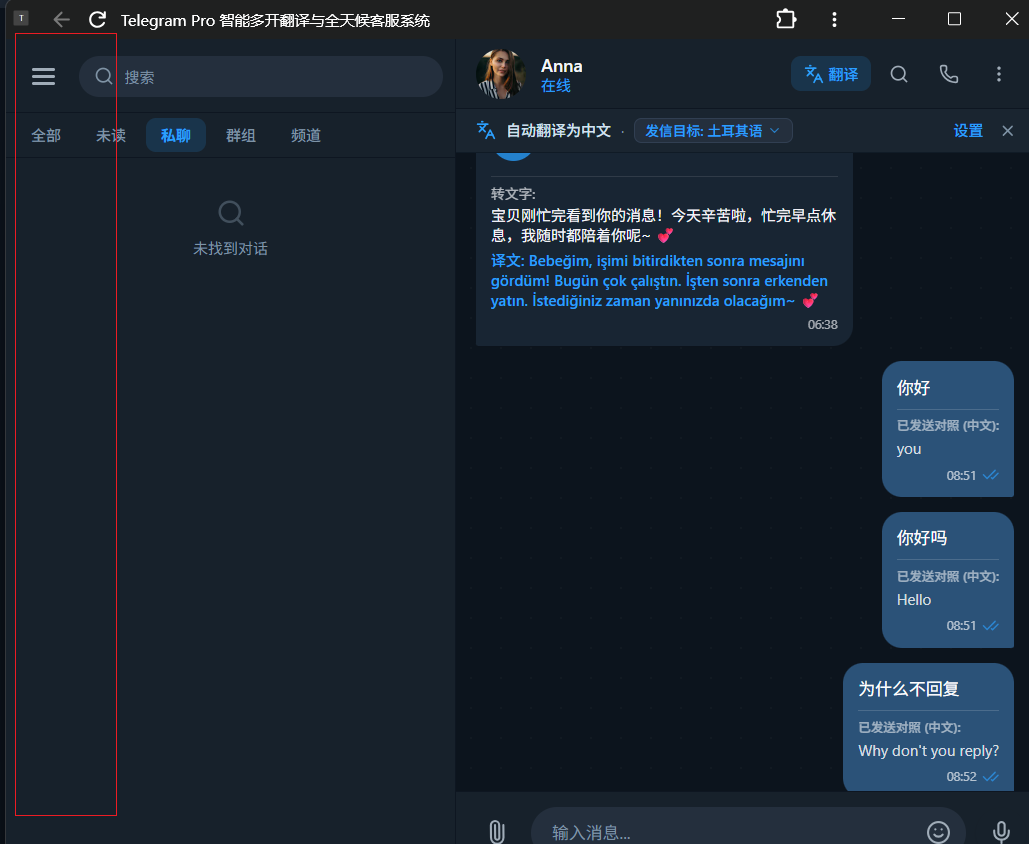 T
Telegram Pro 智能多开翻译与全天候客服系统
搜索
全部 未读 私聊 群组 频道
未找到对话
Anna
在线
翻译
自动翻译为中文 · 发信目标: 土耳其语
设置
转文字:
宝贝刚忙完看到你的消息！今天辛苦啦，忙完早点休
息，我随时都陪着你呢~ 💕
译文: Bebeğim, işimi bitirdikten sonra mesajını
gördüm! Bugün çok çalıştın. İşten sonra erkenden
yatın. İstediğiniz zaman yanınızda olacağım~ 💕
06:38
你好
已发送对照 (中文):
you
08:51
你好吗
已发送对照 (中文):
Hello
08:51
为什么不回复
已发送对照 (中文):
Why don't you reply?
08:52
输入消息...